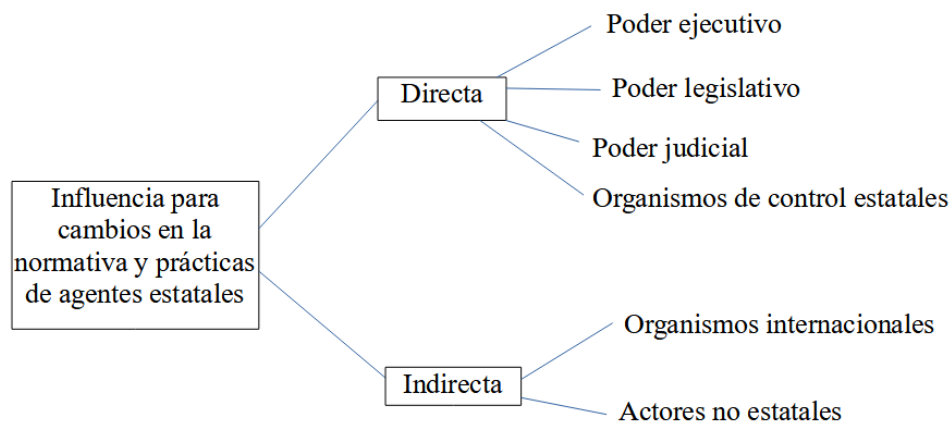 Influencia para
cambios en la
normativa y prácticas
de agentes estatales
Directa
Poder ejecutivo
Poder legislativo
Poder judicial
Organismos de control estatales
Indirecta
Organismos internacionales
Actores no estatales